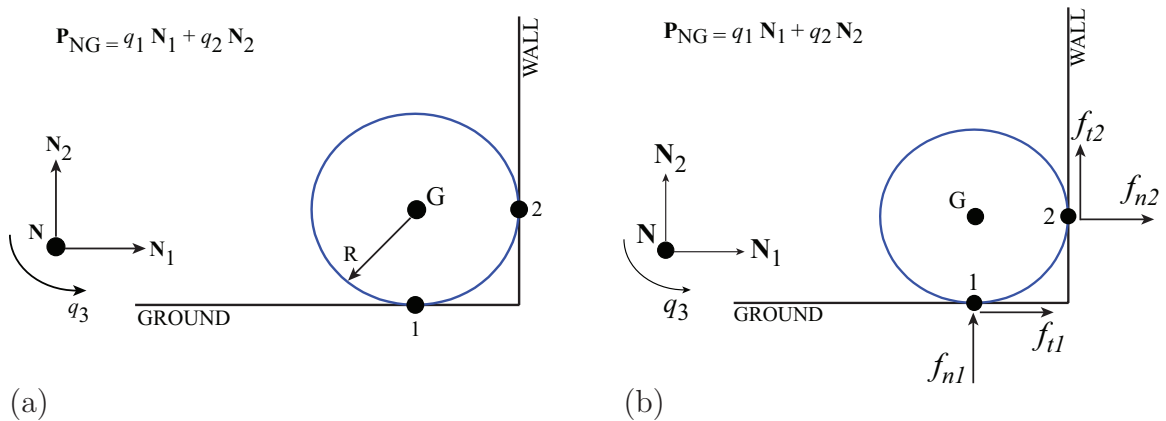 P_NG = q_1 N_1 + q_2 N_2
WALL
N_2
G
N
2
N_1
R
q_3
GROUND
1
(a)
P_NG = q_1 N_1 + q_2 N_2
WALL
f_t2
N_2
G
2
f_n2
N
N_1
1
q_3
GROUND
f_t1
f_n1
(b)